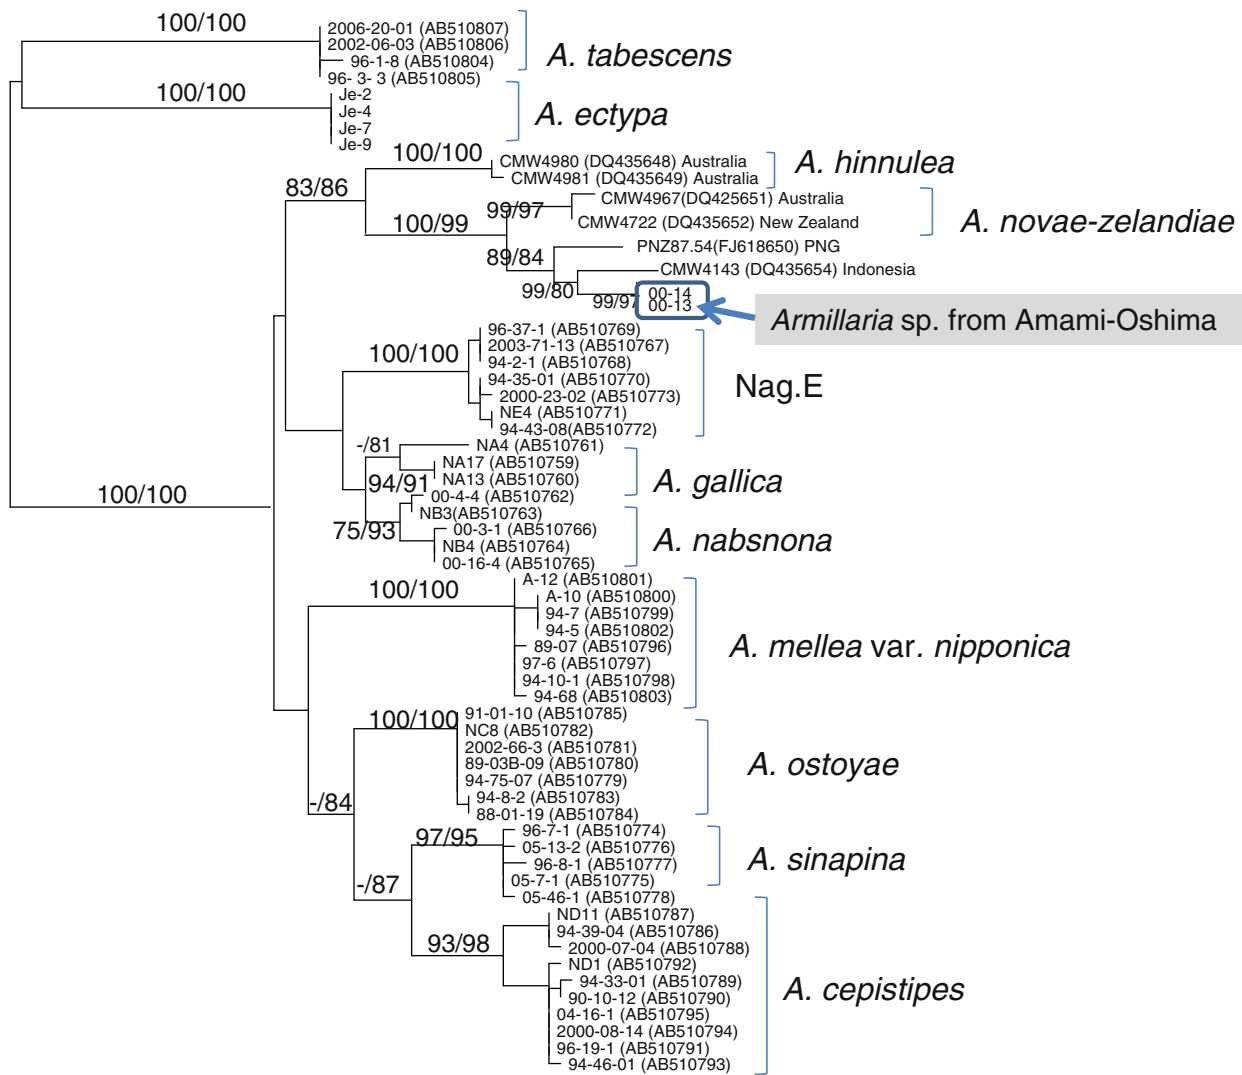 100/100
2006-20-01 (AB510807)
2002-06-03 (AB510806)
96-1-8 (AB510804)
96- 3- 3 (AB510805)
A. tabescens
100/100
Je-2
Je-4
Je-7
Je-9
A. ectypa
83/86
100/100
CMW4980 (DQ435648) Australia
CMW4981 (DQ435649) Australia
A. hinnulea
100/99
99/97
CMW4967(DQ425651) Australia
CMW4722 (DQ435652) New Zealand
A. novae-zelandiae
89/84
PNZ87.54(FJ618650) PNG
CMW4143 (DQ435654) Indonesia
99/80
99/97
00-14
00-13
Armillaria sp. from Amami-Oshima
100/100
96-37-1 (AB510769)
2003-71-13 (AB510767)
94-2-1 (AB510768)
94-35-01 (AB510770)
2000-23-02 (AB510773)
NE4 (AB510771)
94-43-08(AB510772)
Nag.E
-/81
NA4 (AB510761)
NA17 (AB510759)
NA13 (AB510760)
A. gallica
94/91
00-4-4 (AB510762)
NB3(AB510763)
75/93
00-3-1 (AB510766)
NB4 (AB510764)
00-16-4 (AB510765)
A. nabsnona
100/100
100/100
A-12 (AB510801)
A-10 (AB510800)
94-7 (AB510799)
94-5 (AB510802)
89-07 (AB510796)
97-6 (AB510797)
94-10-1 (AB510798)
94-68 (AB510803)
A. mellea var. nipponica
100/100
91-01-10 (AB510785)
NC8 (AB510782)
2002-66-3 (AB510781)
89-03B-09 (AB510780)
94-75-07 (AB510779)
94-8-2 (AB510783)
88-01-19 (AB510784)
A. ostoyae
-/84
97/95
96-7-1 (AB510774)
05-13-2 (AB510776)
96-8-1 (AB510777)
05-7-1 (AB510775)
05-46-1 (AB510778)
A. sinapina
-/87
93/98
ND11 (AB510787)
94-39-04 (AB510786)
2000-07-04 (AB510788)
ND1 (AB510792)
94-33-01 (AB510789)
90-10-12 (AB510790)
04-16-1 (AB510795)
2000-08-14 (AB510794)
96-19-1 (AB510791)
94-46-01 (AB510793)
A. cepistipes